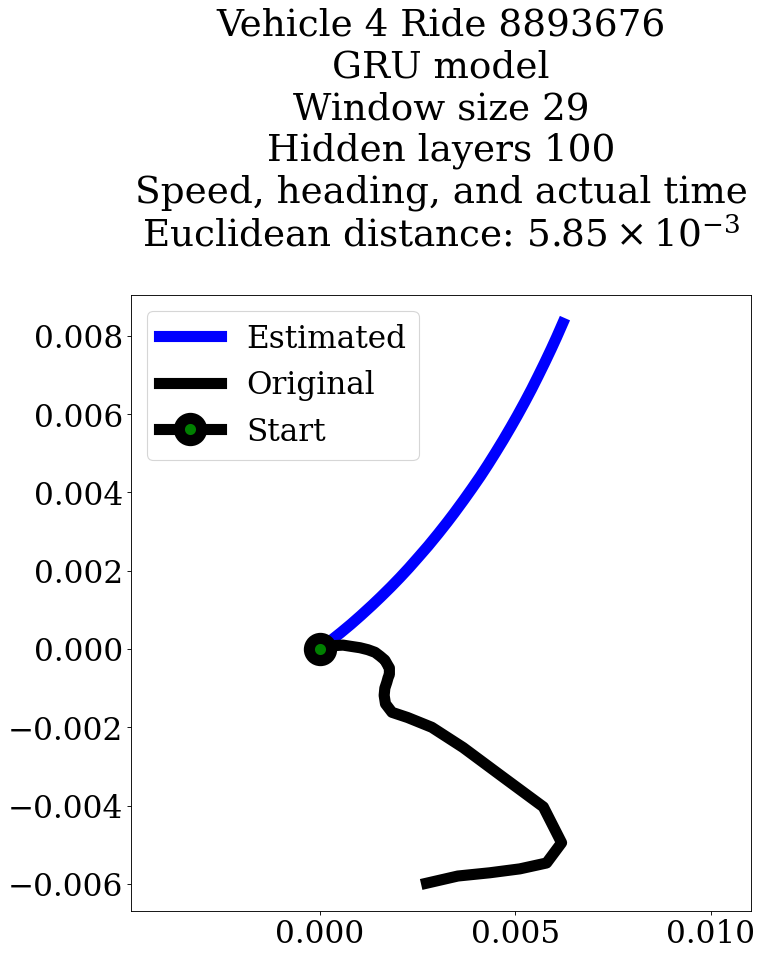 Vehicle 4 Ride 8893676
GRU model
Window size 29
Hidden layers 100
Speed, heading, and actual time
Euclidean distance: 5.85 × 10⁻³
Estimated
Original
Start
0.008
0.006
0.004
0.002
0.000
−0.002
−0.004
−0.006
0.000 0.005 0.010